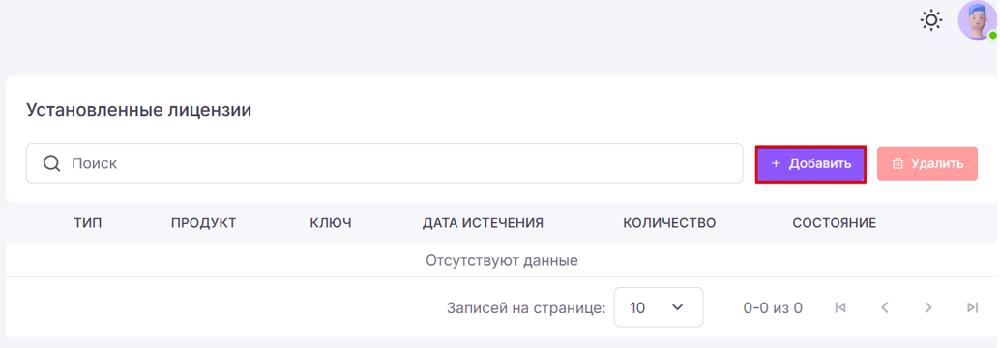 Установленные лицензии
Поиск
+ Добавить
Удалить
ТИП ПРОДУКТ КЛЮЧ ДАТА ИСТЕЧЕНИЯ КОЛИЧЕСТВО СОСТОЯНИЕ
Отсутствуют данные
Записей на странице: 10 0-0 из 0